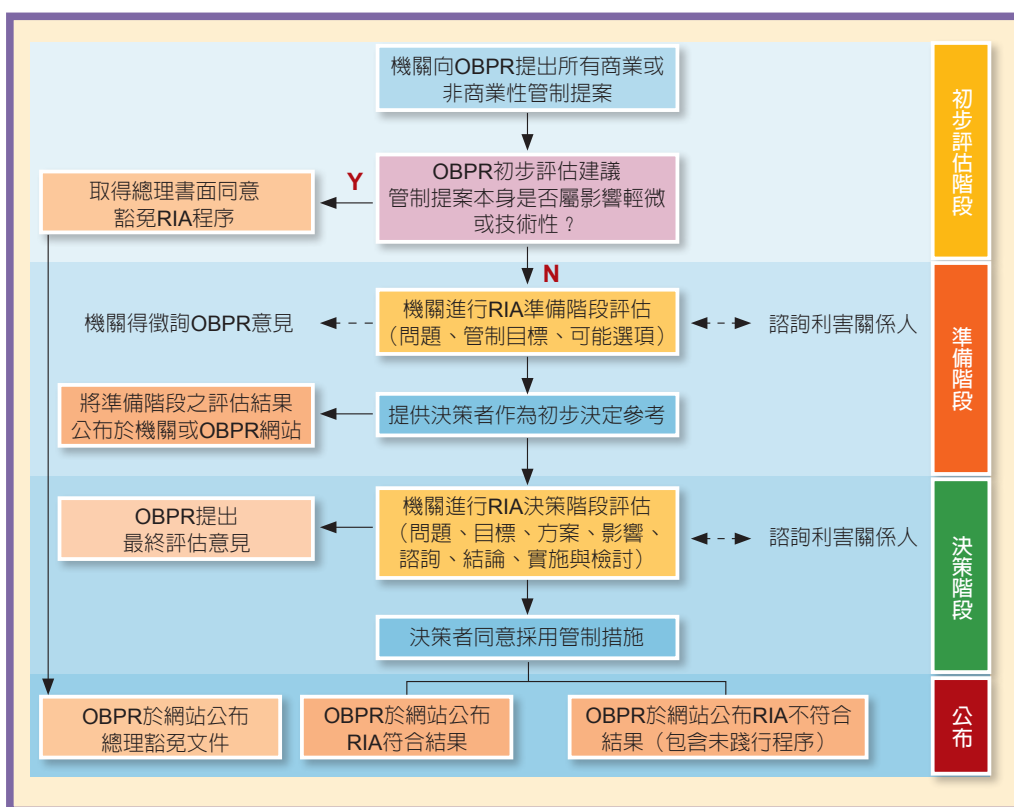 機關向OBPR提出所有商業或
非商業性管制提案
OBPR初步評估建議
管制提案本身是否屬影響輕微
或技術性？
Y
取得總理書面同意
豁免RIA程序
N
初步評估階段
機關進行RIA準備階段評估
（問題、管制目標、可能選項）
機關得徵詢OBPR意見
諮詢利害關係人
將準備階段之評估結果
公布於機關或OBPR網站
提供決策者作為初步決定參考
準備階段
機關進行RIA決策階段評估
（問題、目標、方案、影響、
諮詢、結論、實施與檢討）
OBPR提出
最終評估意見
諮詢利害關係人
決策者同意採用管制措施
決策階段
OBPR於網站公布
總理豁免文件
OBPR於網站公布
RIA符合結果
OBPR於網站公布RIA不符合
結果（包含未踐行程序）
公布